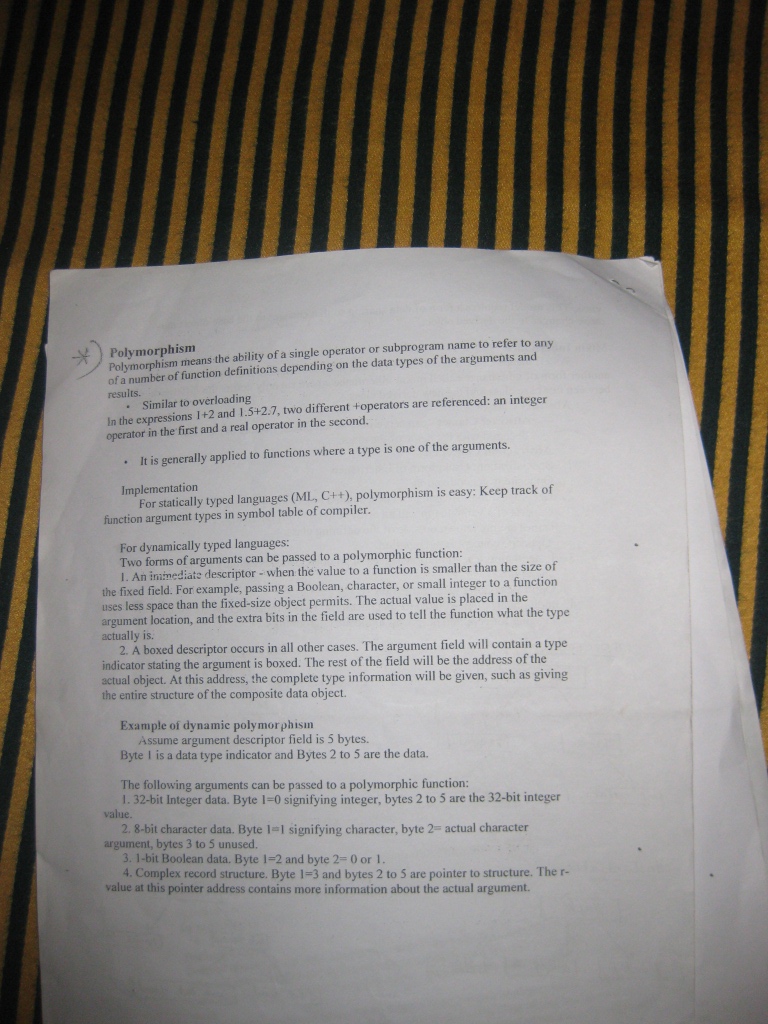 Polymorphism
Polymorphism means the ability of a single operator or subprogram name to refer to any
of a number of function definitions depending on the data types of the arguments and
results.
• Similar to overloading
In the expressions 1+2 and 1.5+2.7, two different +operators are referenced: an integer
operator in the first and a real operator in the second.
• It is generally applied to functions where a type is one of the arguments.
Implementation
For statically typed languages (ML, C++), polymorphism is easy: Keep track of
function argument types in symbol table of compiler.
For dynamically typed languages:
Two forms of arguments can be passed to a polymorphic function:
1. An immediate descriptor - when the value to a function is smaller than the size of
the fixed field. For example, passing a Boolean, character, or small integer to a function
uses less space than the fixed-size object permits. The actual value is placed in the
argument location, and the extra bits in the field are used to tell the function what the type
actually is.
2. A boxed descriptor occurs in all other cases. The argument field will contain a type
indicator stating the argument is boxed. The rest of the field will be the address of the
actual object. At this address, the complete type information will be given, such as giving
the entire structure of the composite data object.
Example of dynamic polymorphism
Assume argument descriptor field is 5 bytes.
Byte 1 is a data type indicator and Bytes 2 to 5 are the data.
The following arguments can be passed to a polymorphic function:
1. 32-bit Integer data. Byte 1=0 signifying integer, bytes 2 to 5 are the 32-bit integer
value.
2. 8-bit character data. Byte 1=1 signifying character, byte 2= actual character
argument, bytes 3 to 5 unused.
3. 1-bit Boolean data. Byte 1=2 and byte 2= 0 or 1.
4. Complex record structure. Byte 1=3 and bytes 2 to 5 are pointer to structure. The r-
value at this pointer address contains more information about the actual argument.